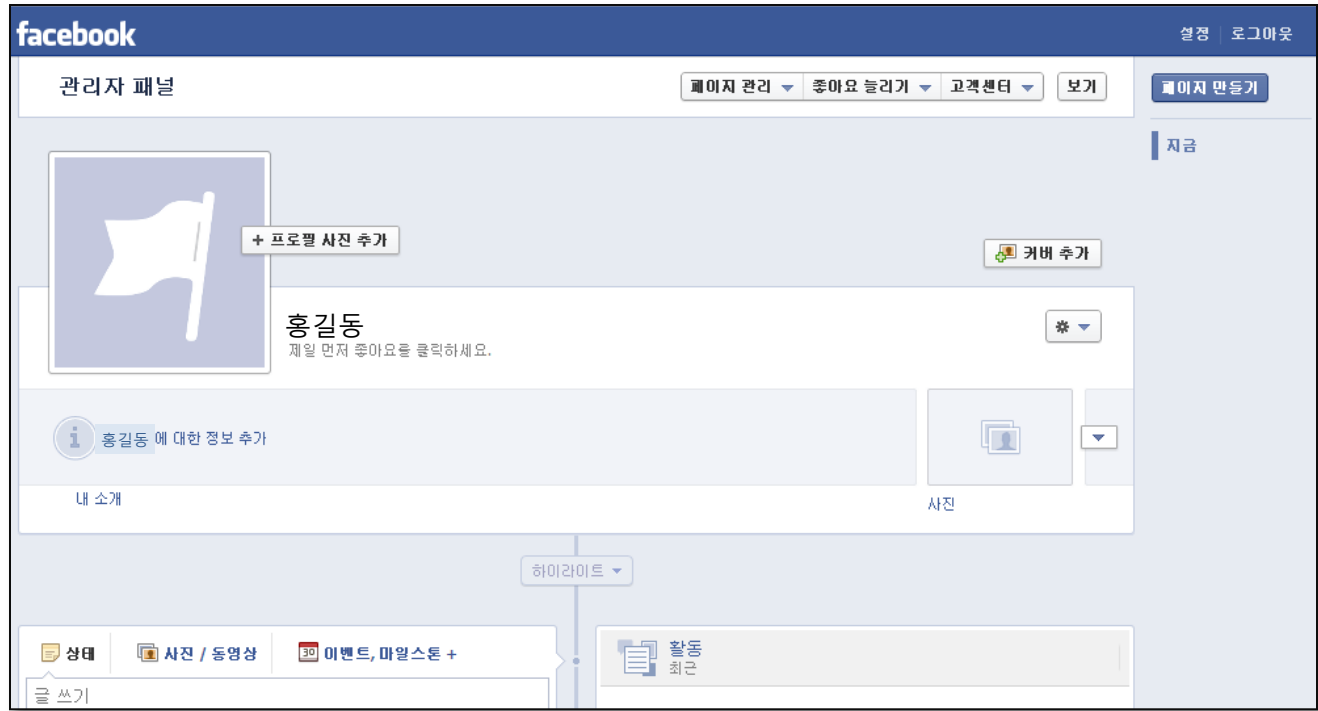 facebook
설정 로그아웃
관리자 패널
페이지 관리 좋아요 늘리기 고객센터 보기
페이지 만들기
지금
+ 프로필 사진 추가
커버 추가
홍길동
제일 먼저 좋아요를 클릭하세요.
i 홍길동 에 대한 정보 추가
내 소개
사진
하이라이트
상태 사진 / 동영상 30 이벤트, 마일스톤 +
글 쓰기
활동
최근